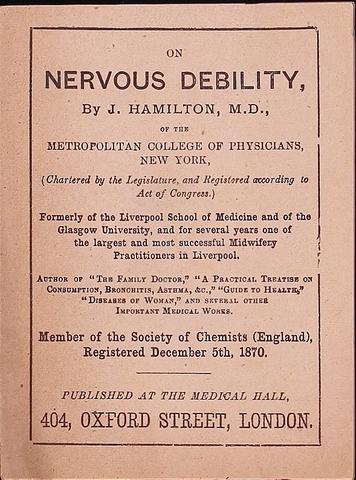 ON
NERVOUS DEBILITY,
By J. HAMILTON, M.D.,
OF THE
METROPOLITAN COLLEGE OF PHYSICIANS,
NEW YORK,
(Chartered by the Legislature, and Registered according to
Act of Congress.)
Formerly of the Liverpool School of Medicine and of the
Glasgow University, and for several years one of
the largest and most successful Midwifery
Practitioners in Liverpool.
AUTHOR OF "THE FAMILY DOCTOR," "A PRACTICAL TREATISE ON
CONSUMPTION, BRONCHITIS, ASTHMA, &C.," "GUIDE TO HEALTH,"
"DISEASES OF WOMAN," AND SEVERAL OTHER
IMPORTANT MEDICAL WORKS.
Member of the Society of Chemists (England),
Registered December 5th, 1870.
PUBLISHED AT THE MEDICAL HALL,
404, OXFORD STREET, LONDON.